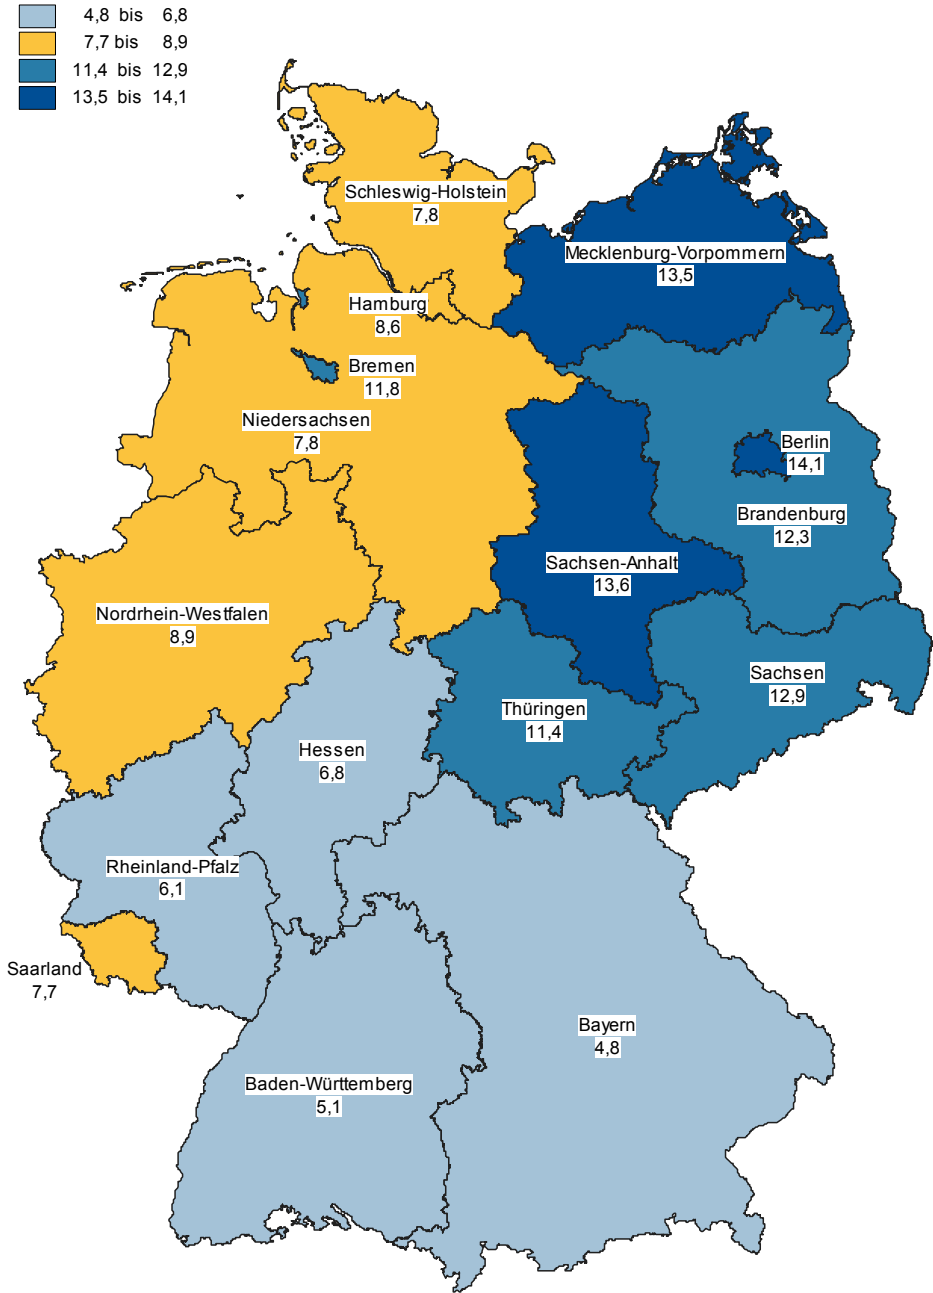 4,8 bis 6,8
7,7 bis 8,9
11,4 bis 12,9
13,5 bis 14,1
Schleswig-Holstein
7,8
Mecklenburg-Vorpommern
13,5
Hamburg
8,6
Bremen
11,8
Niedersachsen
7,8
Berlin
14,1
Brandenburg
12,3
Sachsen-Anhalt
13,6
Nordrhein-Westfalen
8,9
Sachsen
12,9
Thüringen
11,4
Hessen
6,8
Rheinland-Pfalz
6,1
Saarland
7,7
Bayern
4,8
Baden-Württemberg
5,1